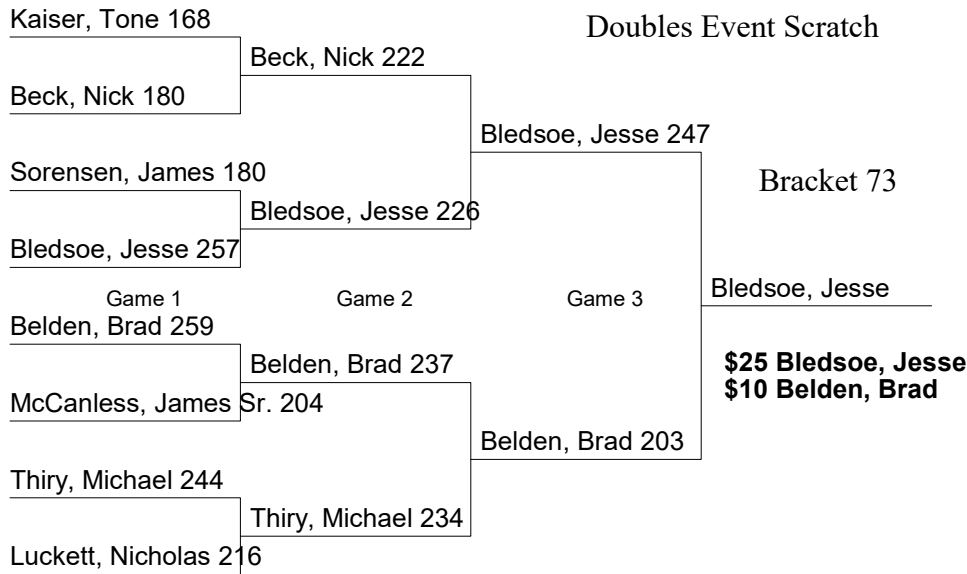 Doubles Event Scratch
Bracket 73
Kaiser, Tone 168
Beck, Nick 180
Sorensen, James 180
Bledsoe, Jesse 257
Game 1
Belden, Brad 259
McCanless, James Sr. 204
Thiry, Michael 244
Luckett, Nicholas 216
Beck, Nick 222
Bledsoe, Jesse 226
Game 2
Belden, Brad 237
Thiry, Michael 234
Bledsoe, Jesse 247
Game 3
Belden, Brad 203
Bledsoe, Jesse
$25 Bledsoe, Jesse
$10 Belden, Brad